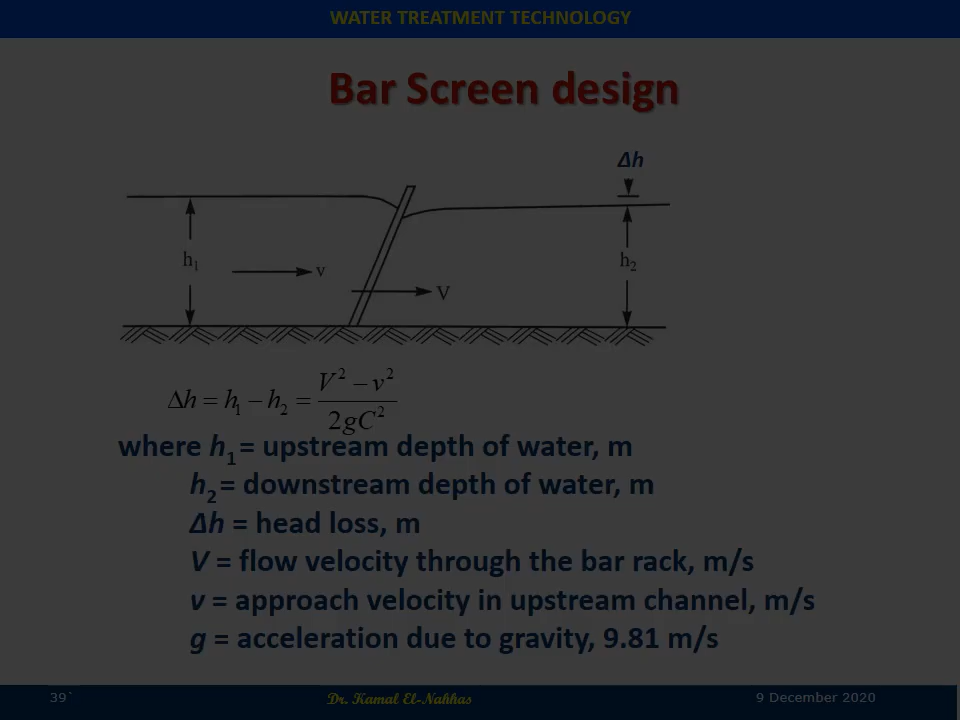 WATER TREATMENT TECHNOLOGY
Bar Screen design
Δh
h1
v
V
h2
Δh = h1 − h2 = (V² − v²) / (2gC²)
where h1 = upstream depth of water, m
h2 = downstream depth of water, m
Δh = head loss, m
V = flow velocity through the bar rack, m/s
v = approach velocity in upstream channel, m/s
g = acceleration due to gravity, 9.81 m/s
39`
Dr. Kamal El-Nahhas
9 December 2020